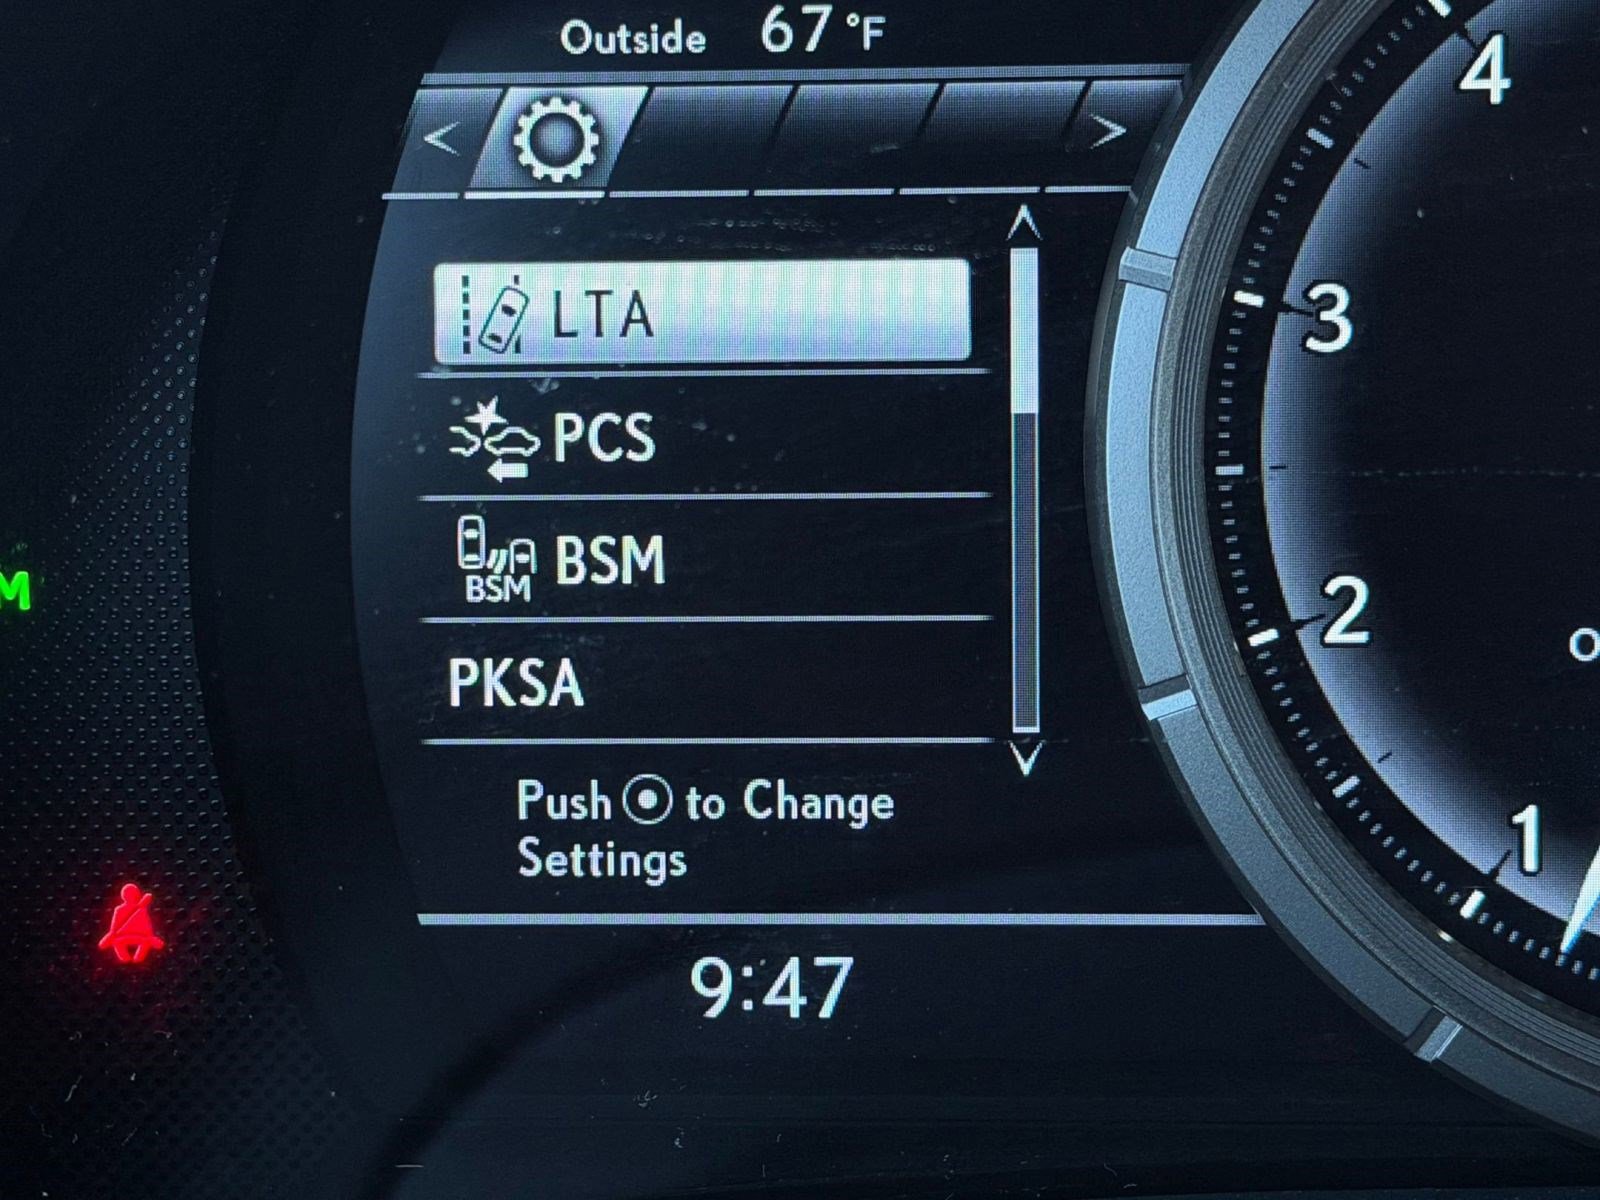 Outside 67 °F
< >
LTA
PCS
BSM BSM
PKSA
Push to Change
Settings
9:47
4
3
2
1